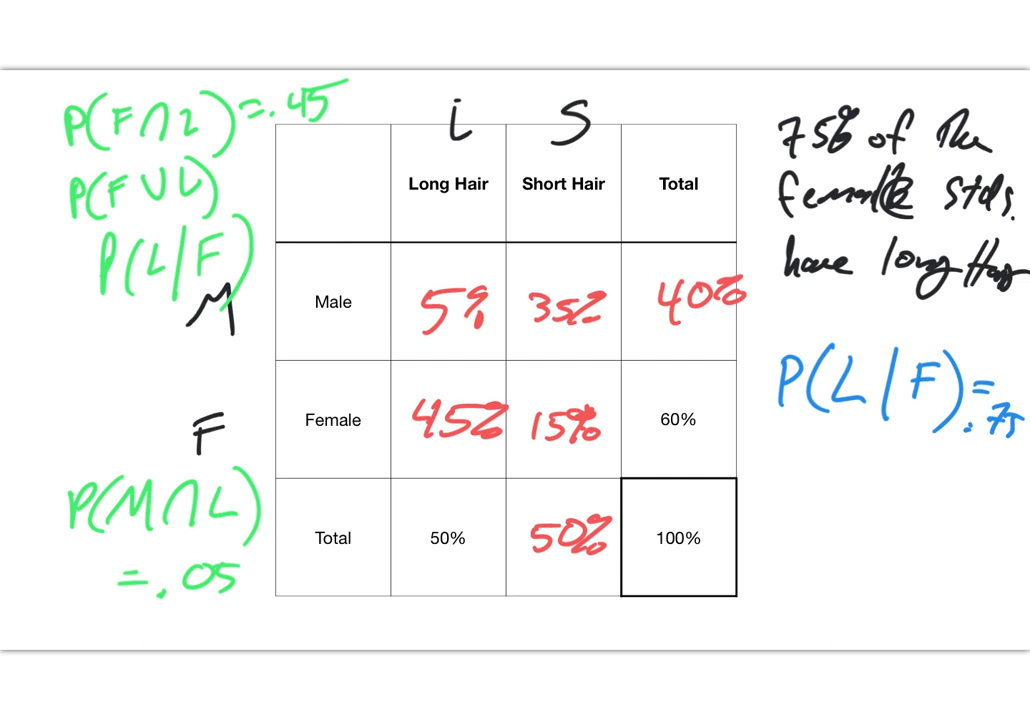 P(F∩L)=.45
P(F∪L)
P(L/F)
L S
Long Hair Short Hair Total
M Male 5% 35% 40%
F Female 45% 15% 60%
Total 50% 50% 100%
P(M∩L)
=.05
75% of the
female stds.
have long Hair
P(L/F)=
.75